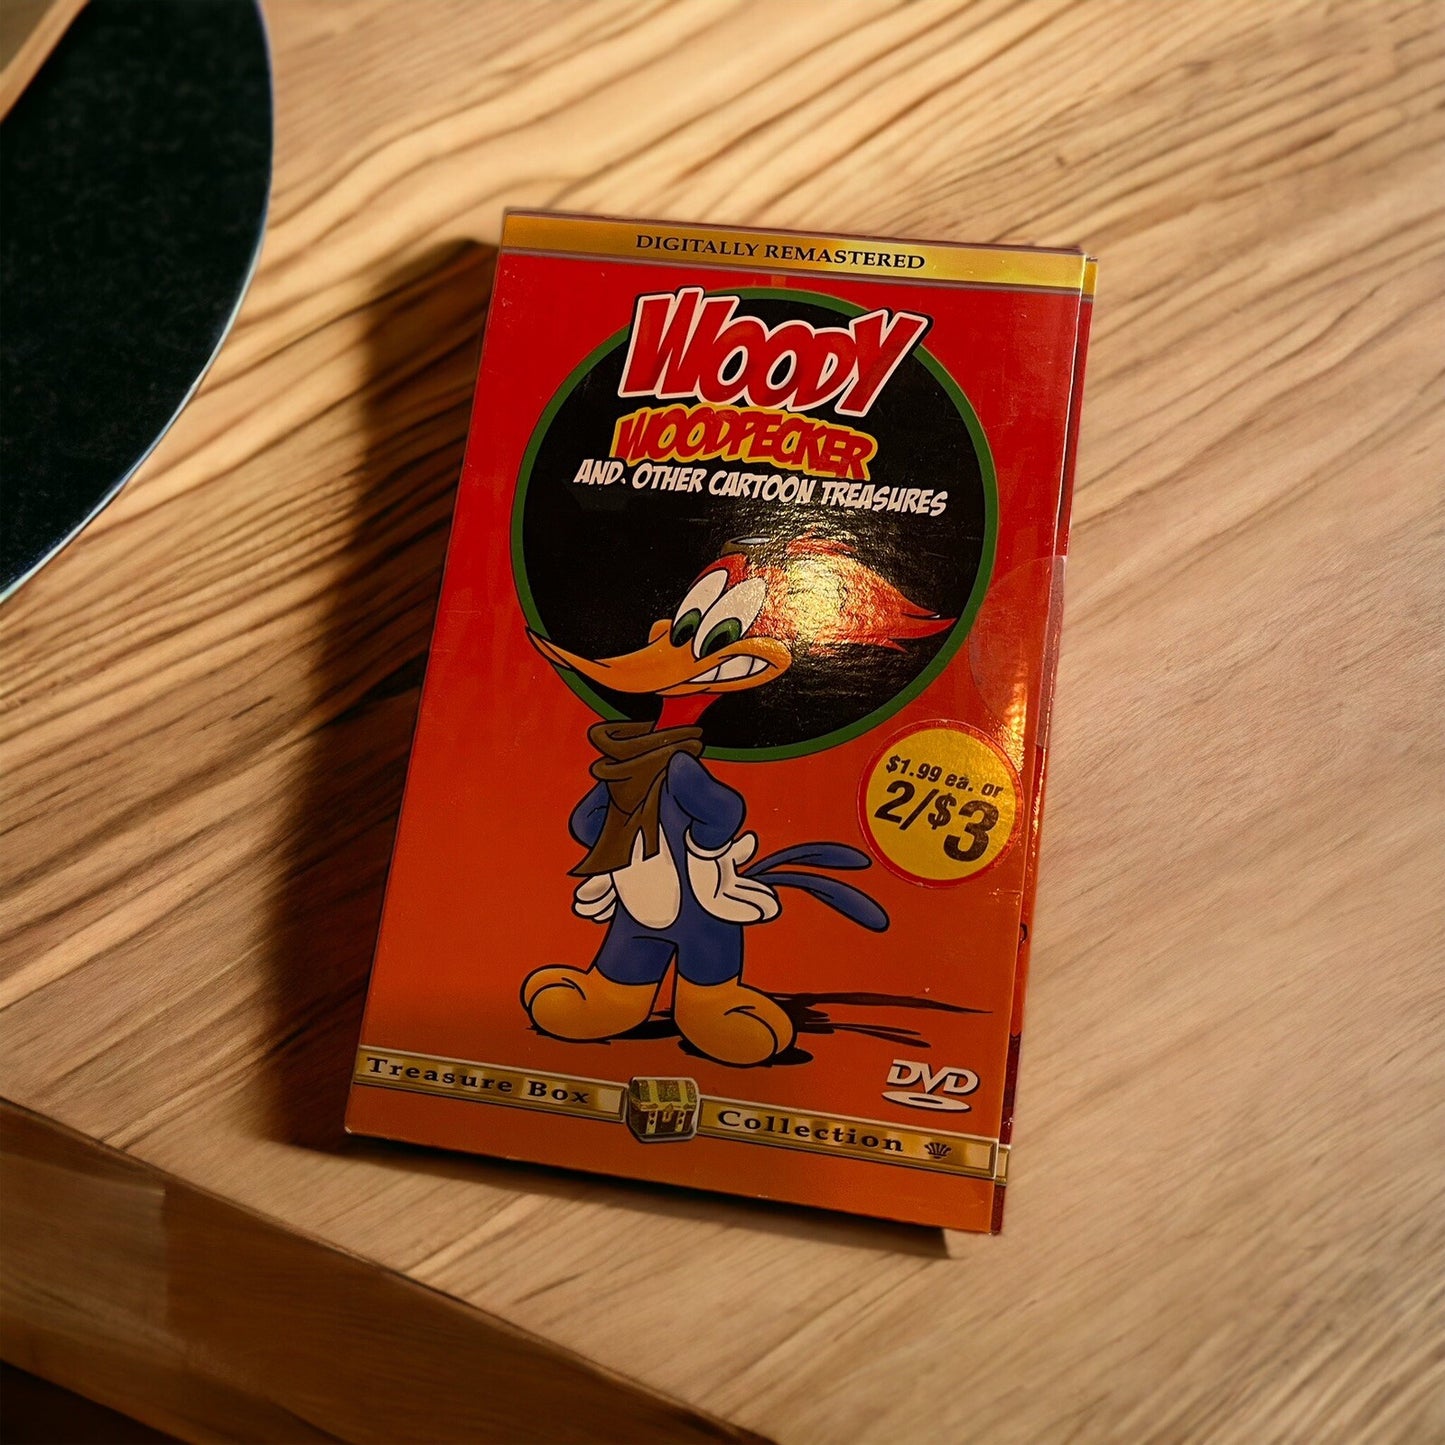 DIGITALLY REMASTERED
WOODY
WOODPECKER
AND OTHER CARTOON TREASURES
$1.99 ea. or
2/$3
DVD
Treasure Box Collection